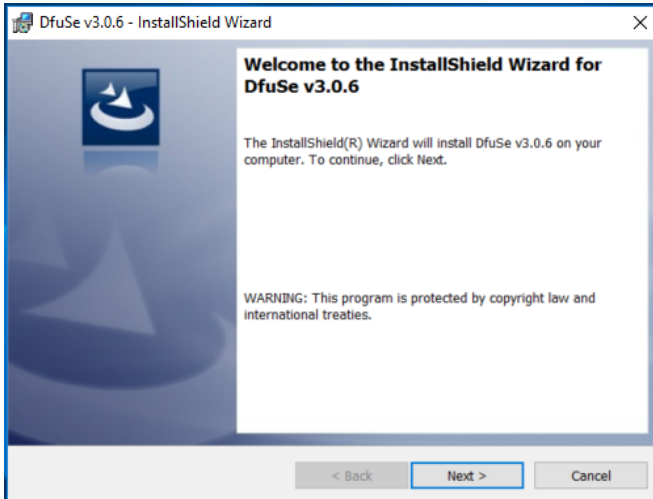 DfuSe v3.0.6 - InstallShield Wizard
Welcome to the InstallShield Wizard for
DfuSe v3.0.6
The InstallShield(R) Wizard will install DfuSe v3.0.6 on your
computer. To continue, click Next.
WARNING: This program is protected by copyright law and
international treaties.
< Back Next > Cancel